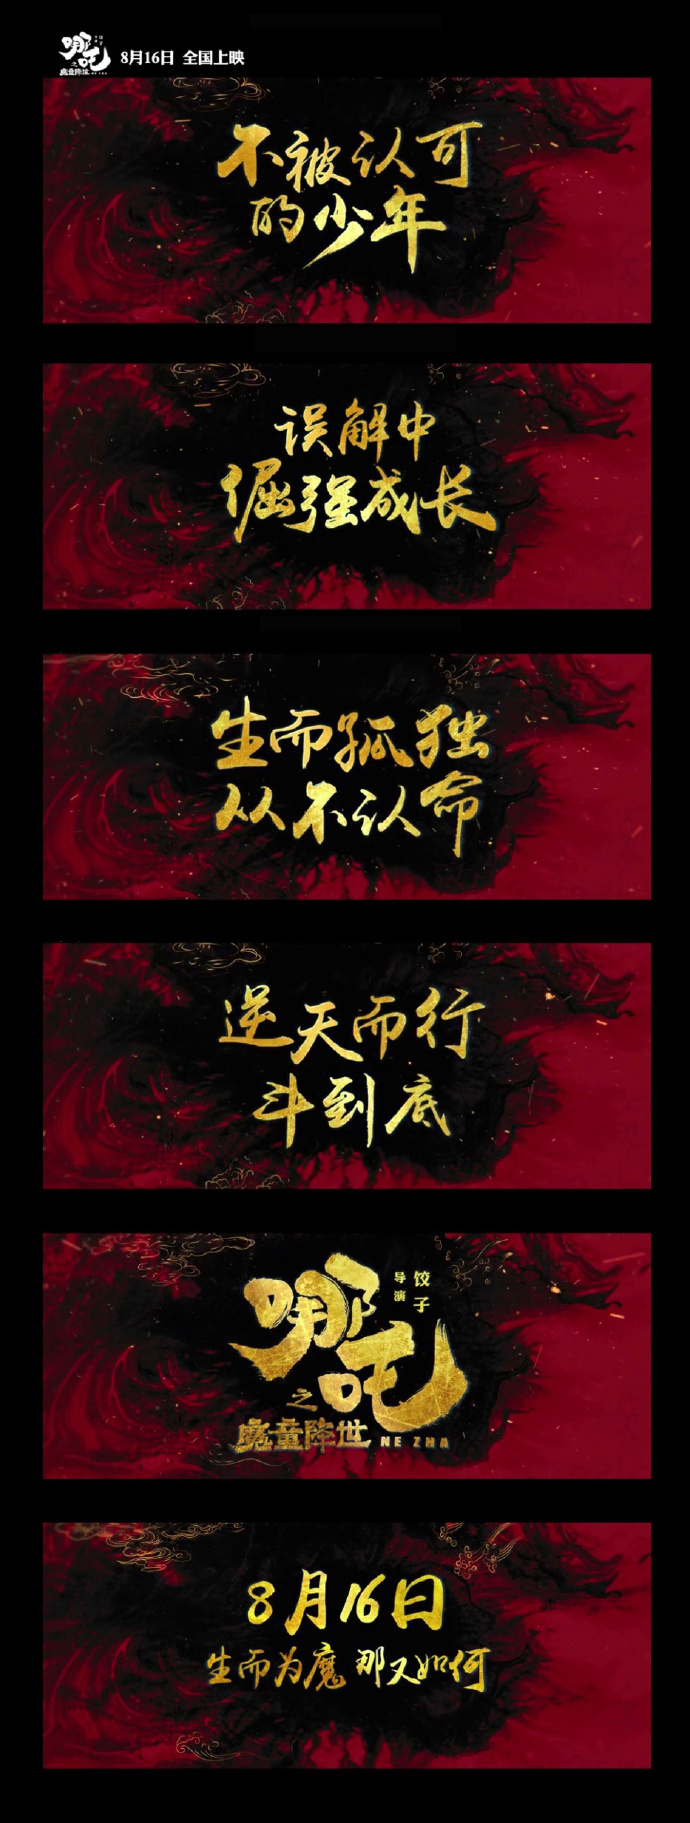 哪吒
之
魔童降世
NE ZHA
8月16日 全国上映
不被认可
的少年
误解中
倔强成长
生而孤独
从不认命
逆天而行
斗到底
哪吒
导演
饺子
之
魔童降世 NE ZHA
8月16日
生而为魔 那又如何